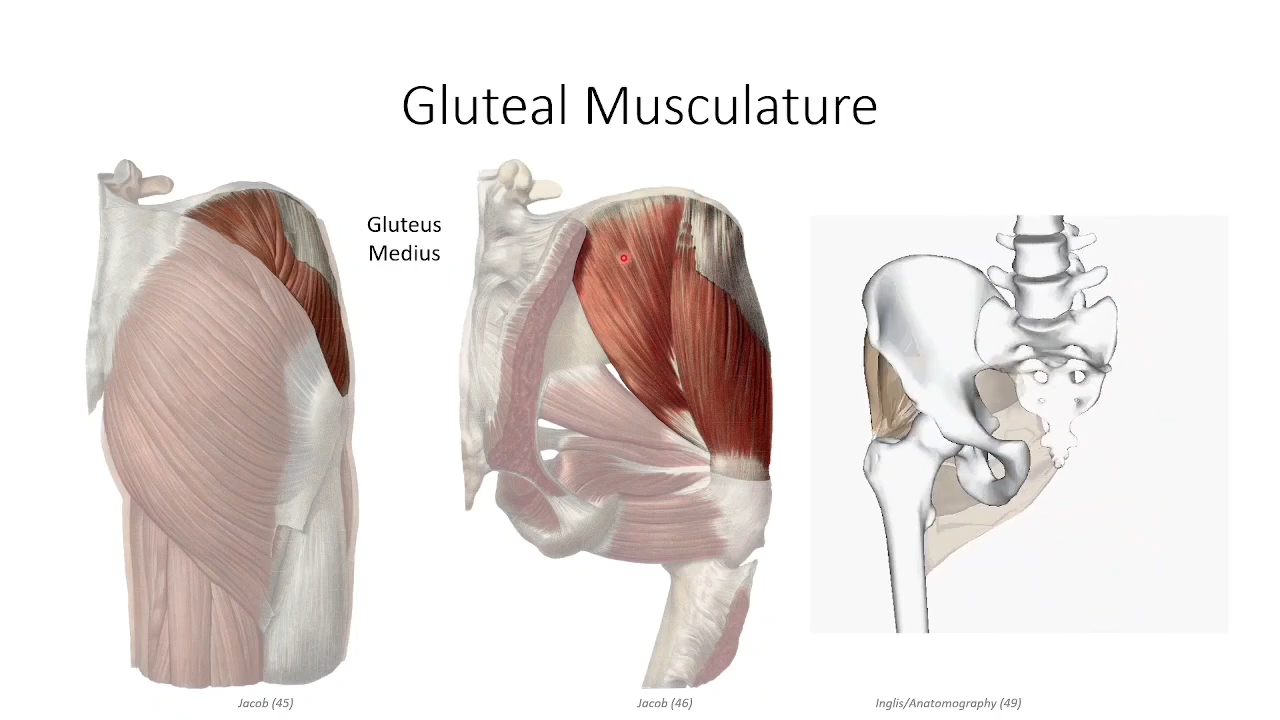 Gluteal Musculature
Gluteus
Medius
Jacob (45)
Jacob (46)
Inglis/Anatomography (49)